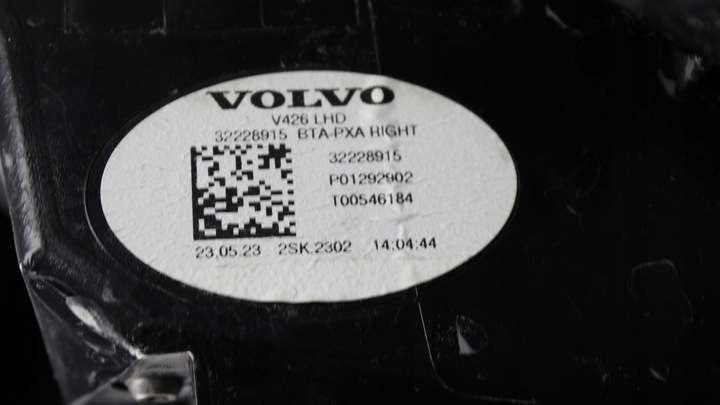 VOLVO
V426 LHD
32228915 BTA-PXA RIGHT
32228915
P01292902
T00546184
23.05.23 2SK.2302 14:04:44